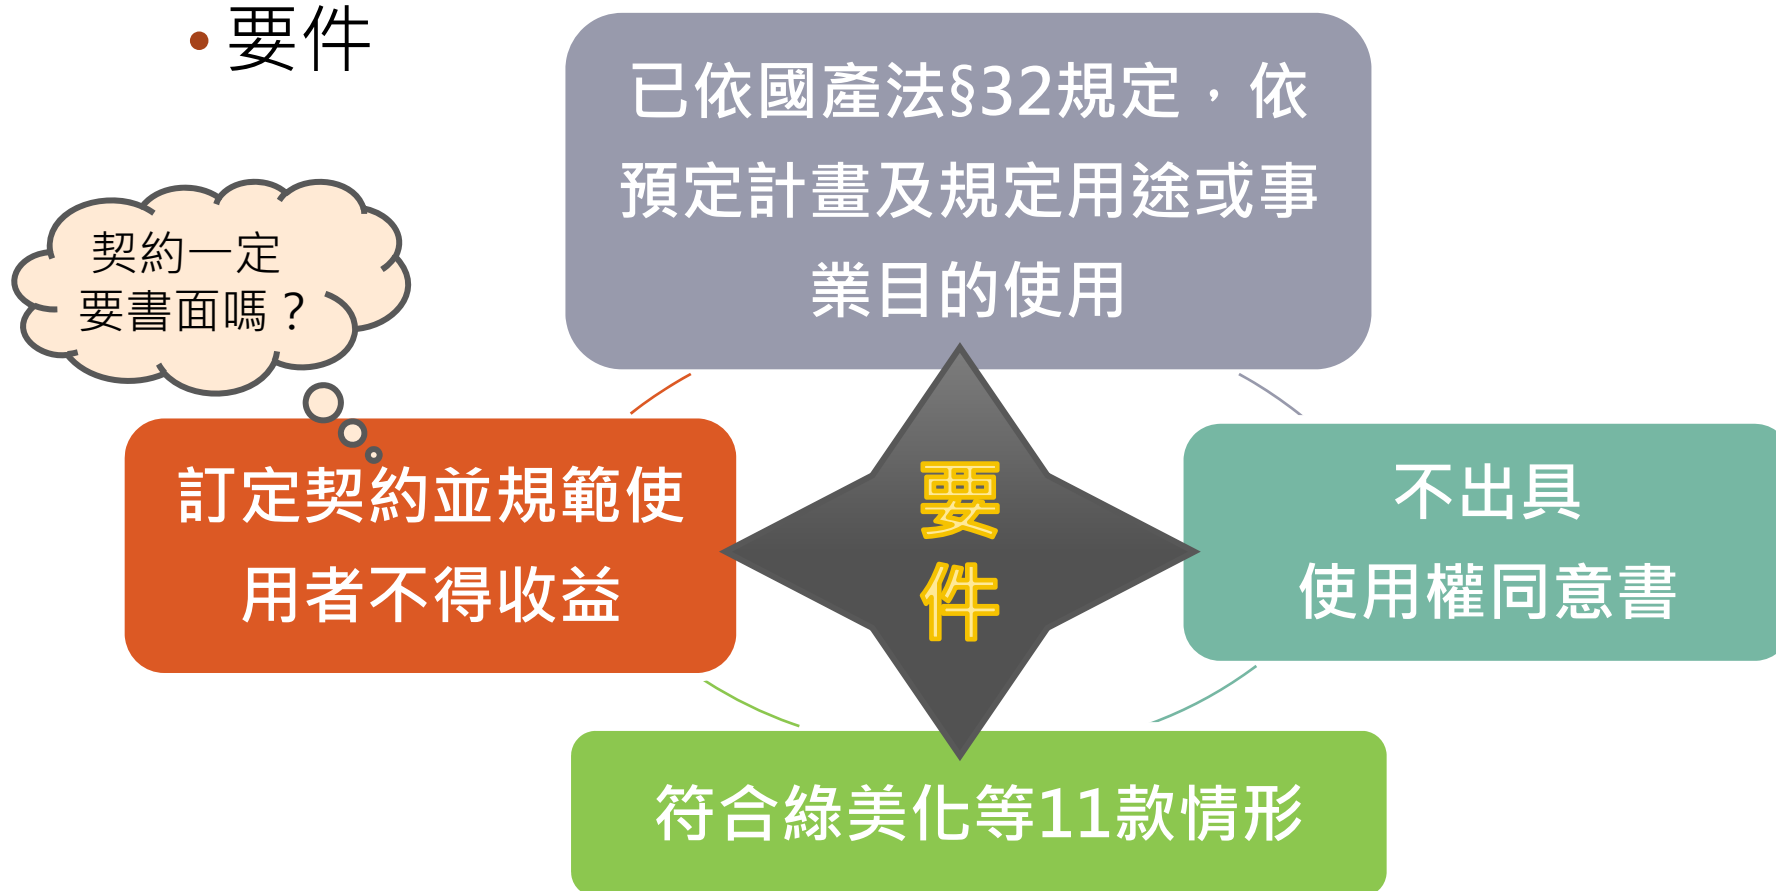 • 要件
已依國產法§32規定，依
預定計畫及規定用途或事
業目的使用
契約一定
要書面嗎？
訂定契約並規範使
用者不得收益
要
件
不出具
使用權同意書
符合綠美化等11款情形